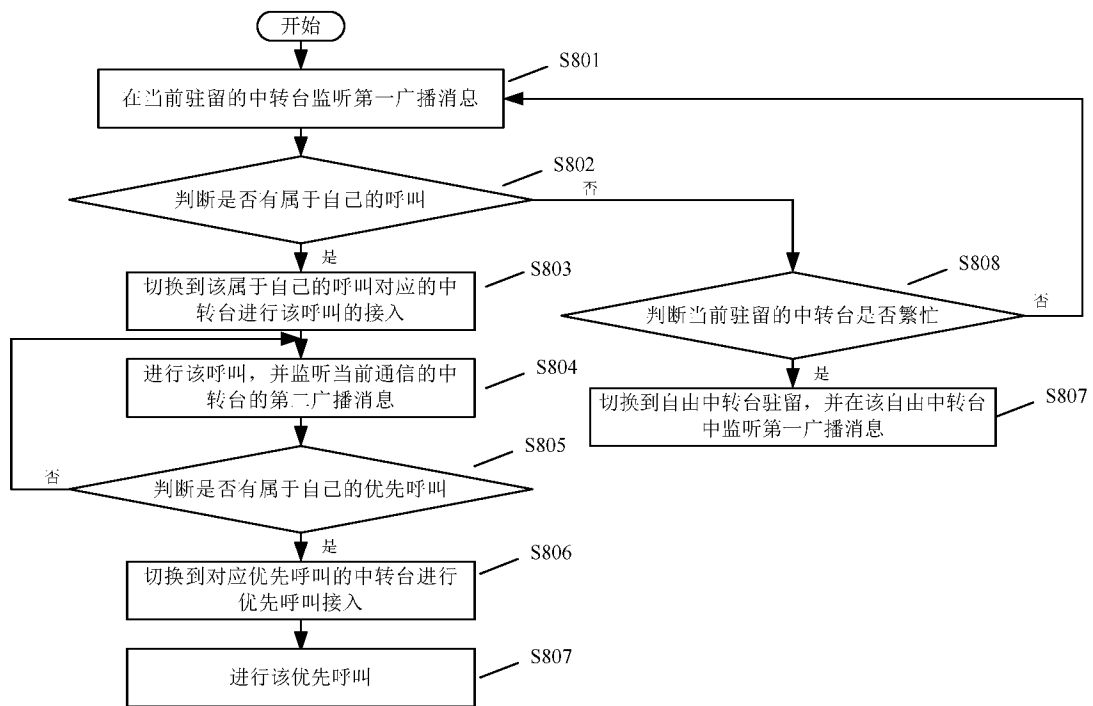 开始
S801
在当前驻留的中转台监听第一广播消息
S802
判断是否有属于自己的呼叫
否
是
S803
切换到该属于自己的呼叫对应的中
转台进行该呼叫的接入
S808
判断当前驻留的中转台是否繁忙
否
是
S804
进行该呼叫，并监听当前通信的中
转台的第二广播消息
S807
切换到自由中转台驻留，并在该自由中转台
中监听第一广播消息
S805
判断是否有属于自己的优先呼叫
否
是
S806
切换到对应优先呼叫的中转台进行
优先呼叫接入
S807
进行该优先呼叫